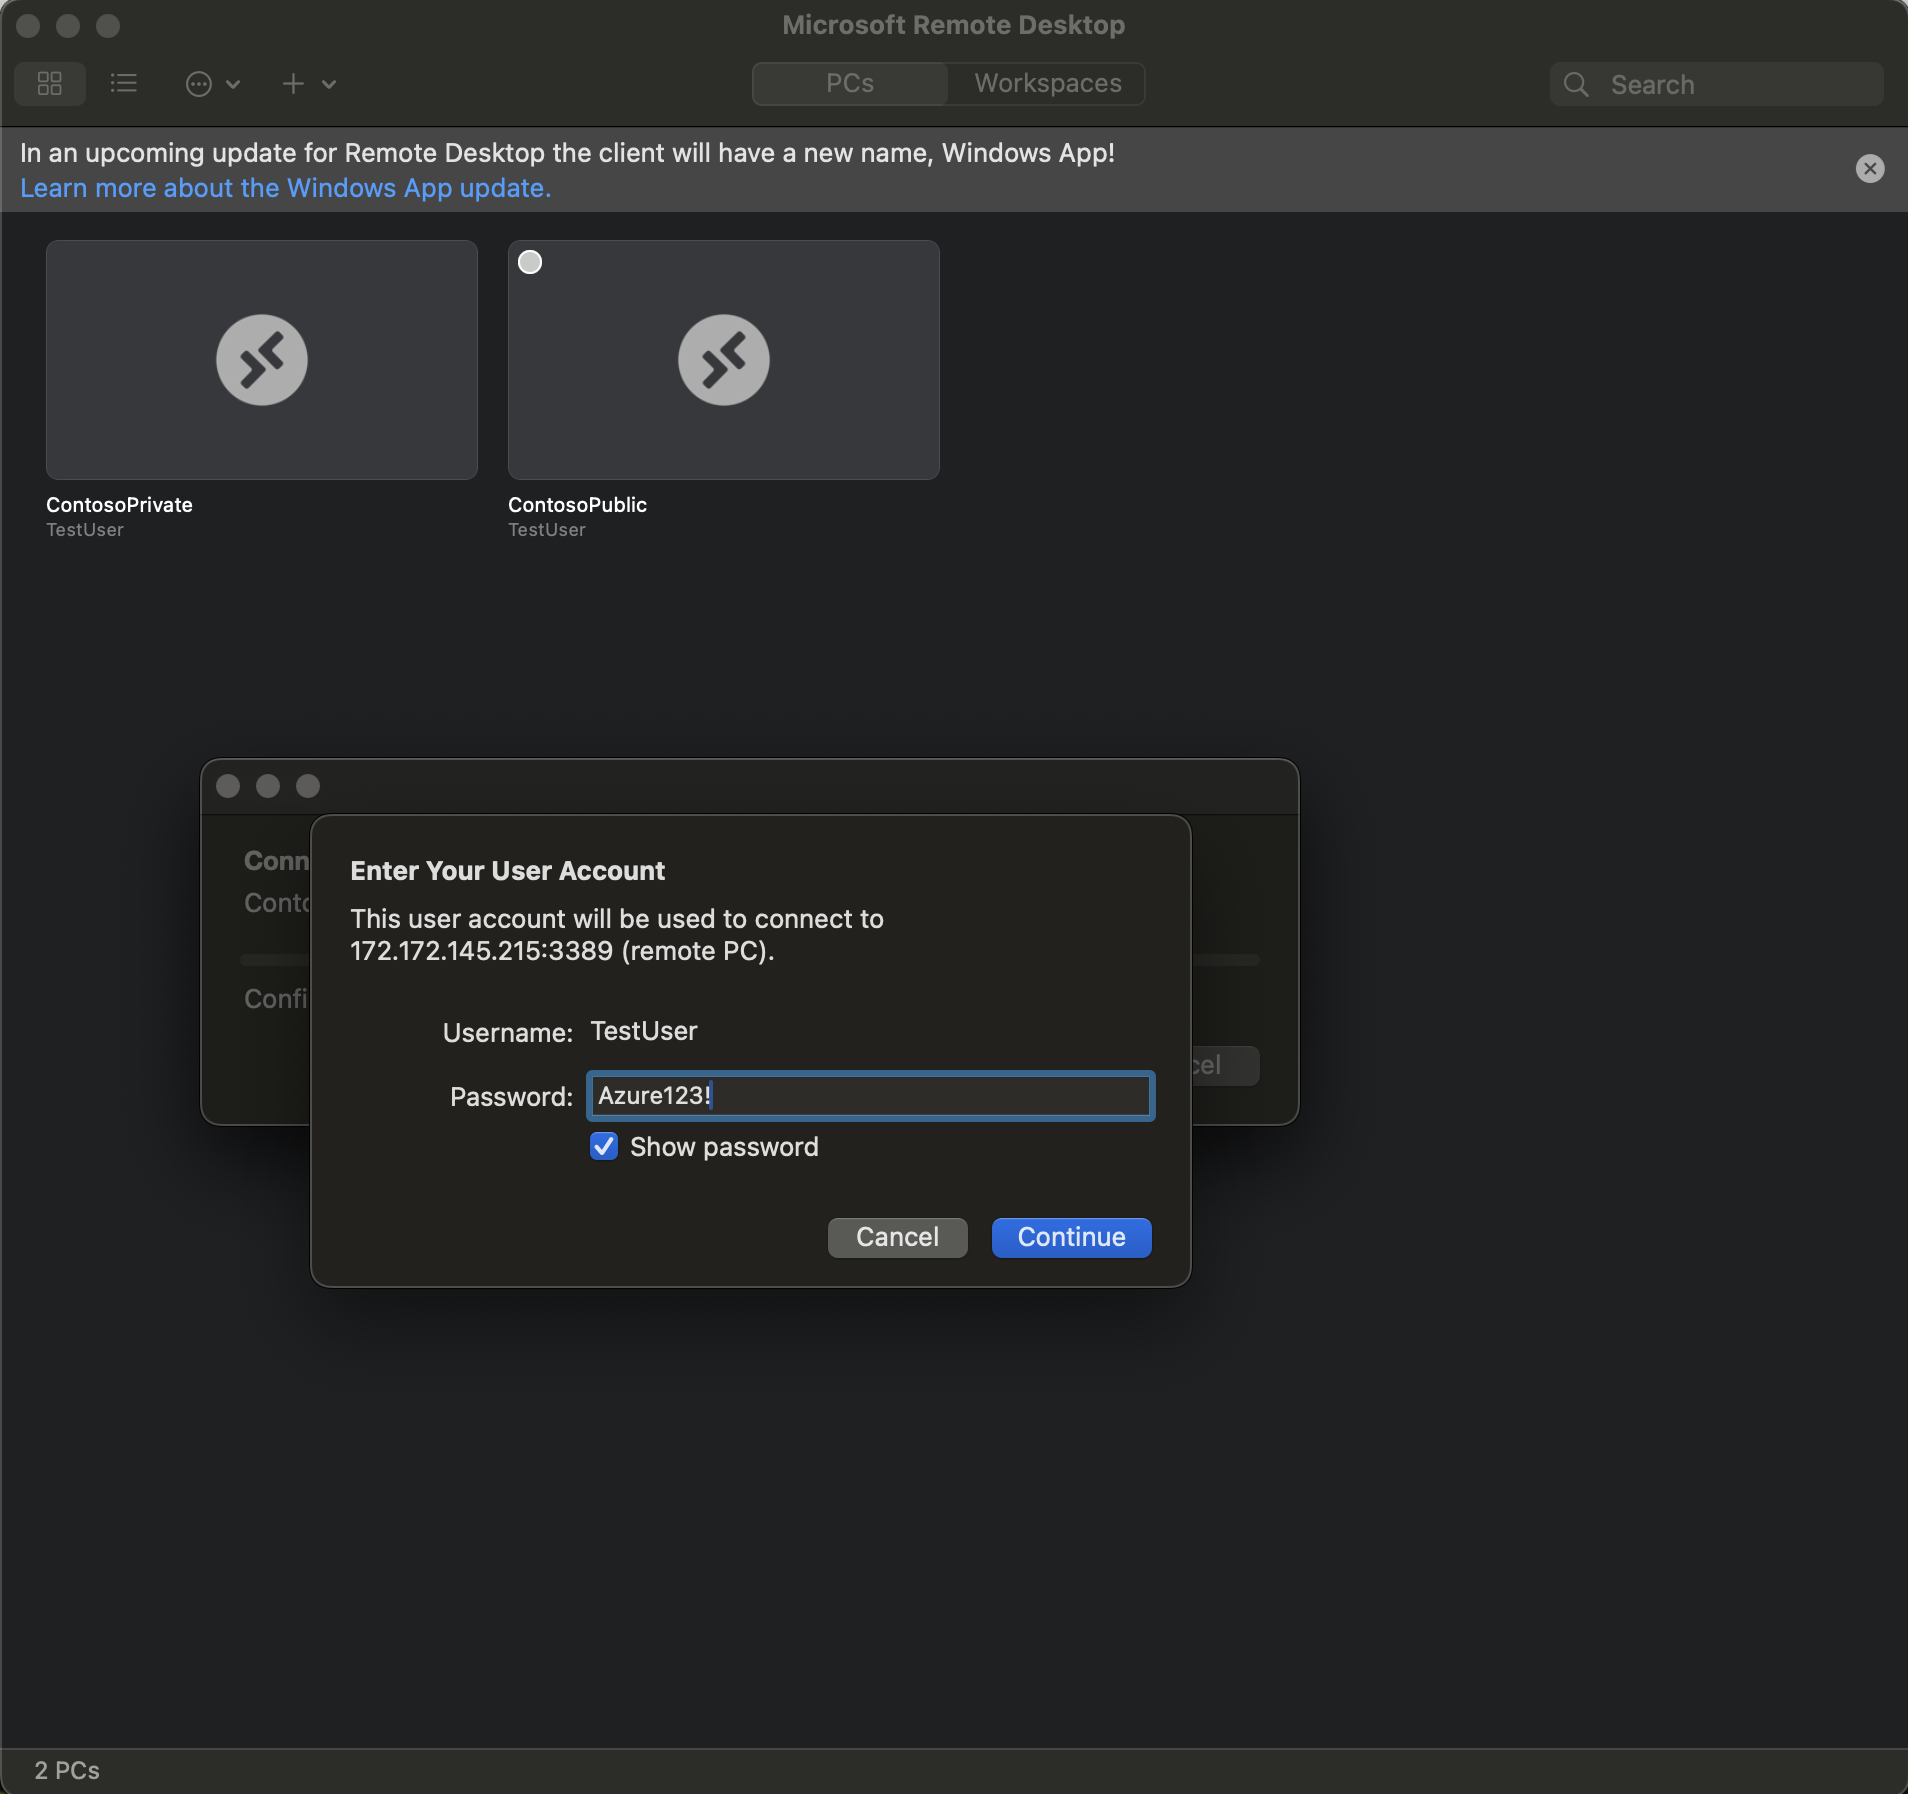 Microsoft Remote Desktop
PCs
Workspaces
Search
In an upcoming update for Remote Desktop the client will have a new name, Windows App!
Learn more about the Windows App update.
ContosoPrivate
TestUser
ContosoPublic
TestUser
Conn
Conto
Confi
cel
Enter Your User Account
This user account will be used to connect to
172.172.145.215:3389 (remote PC).
Username: TestUser
Password: Azure123!
Show password
Cancel
Continue
2 PCs